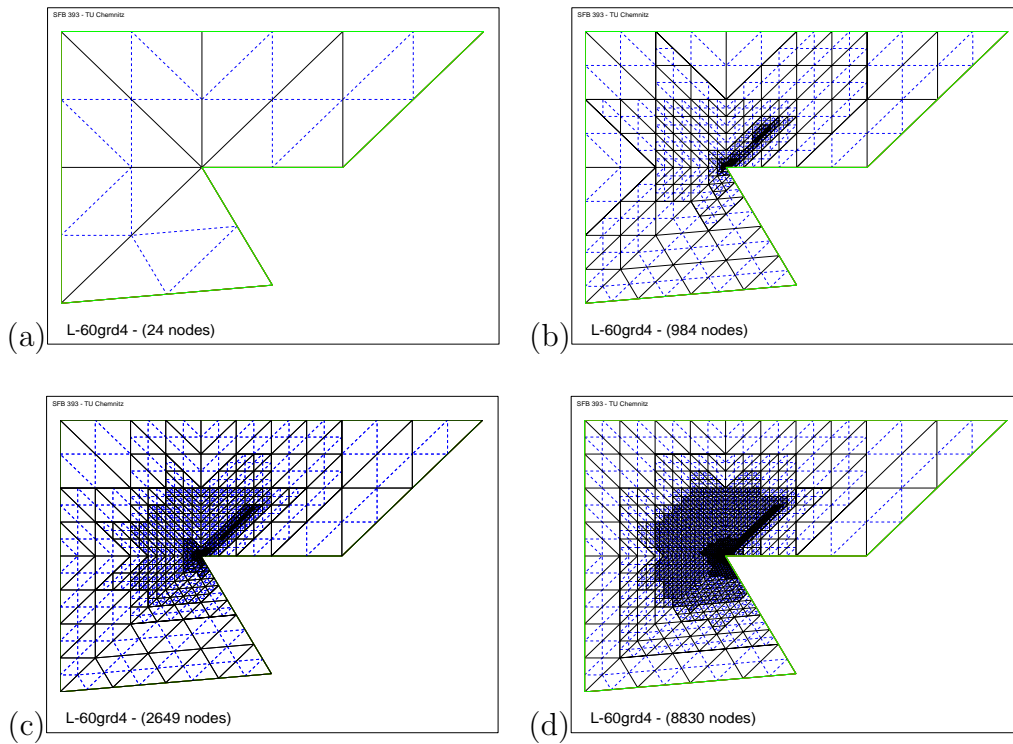 SFB 393 - TU Chemnitz
(a)
L-60grd4 - (24 nodes)
SFB 393 - TU Chemnitz
(b)
L-60grd4 - (984 nodes)
SFB 393 - TU Chemnitz
(c)
L-60grd4 - (2649 nodes)
SFB 393 - TU Chemnitz
(d)
L-60grd4 - (8830 nodes)